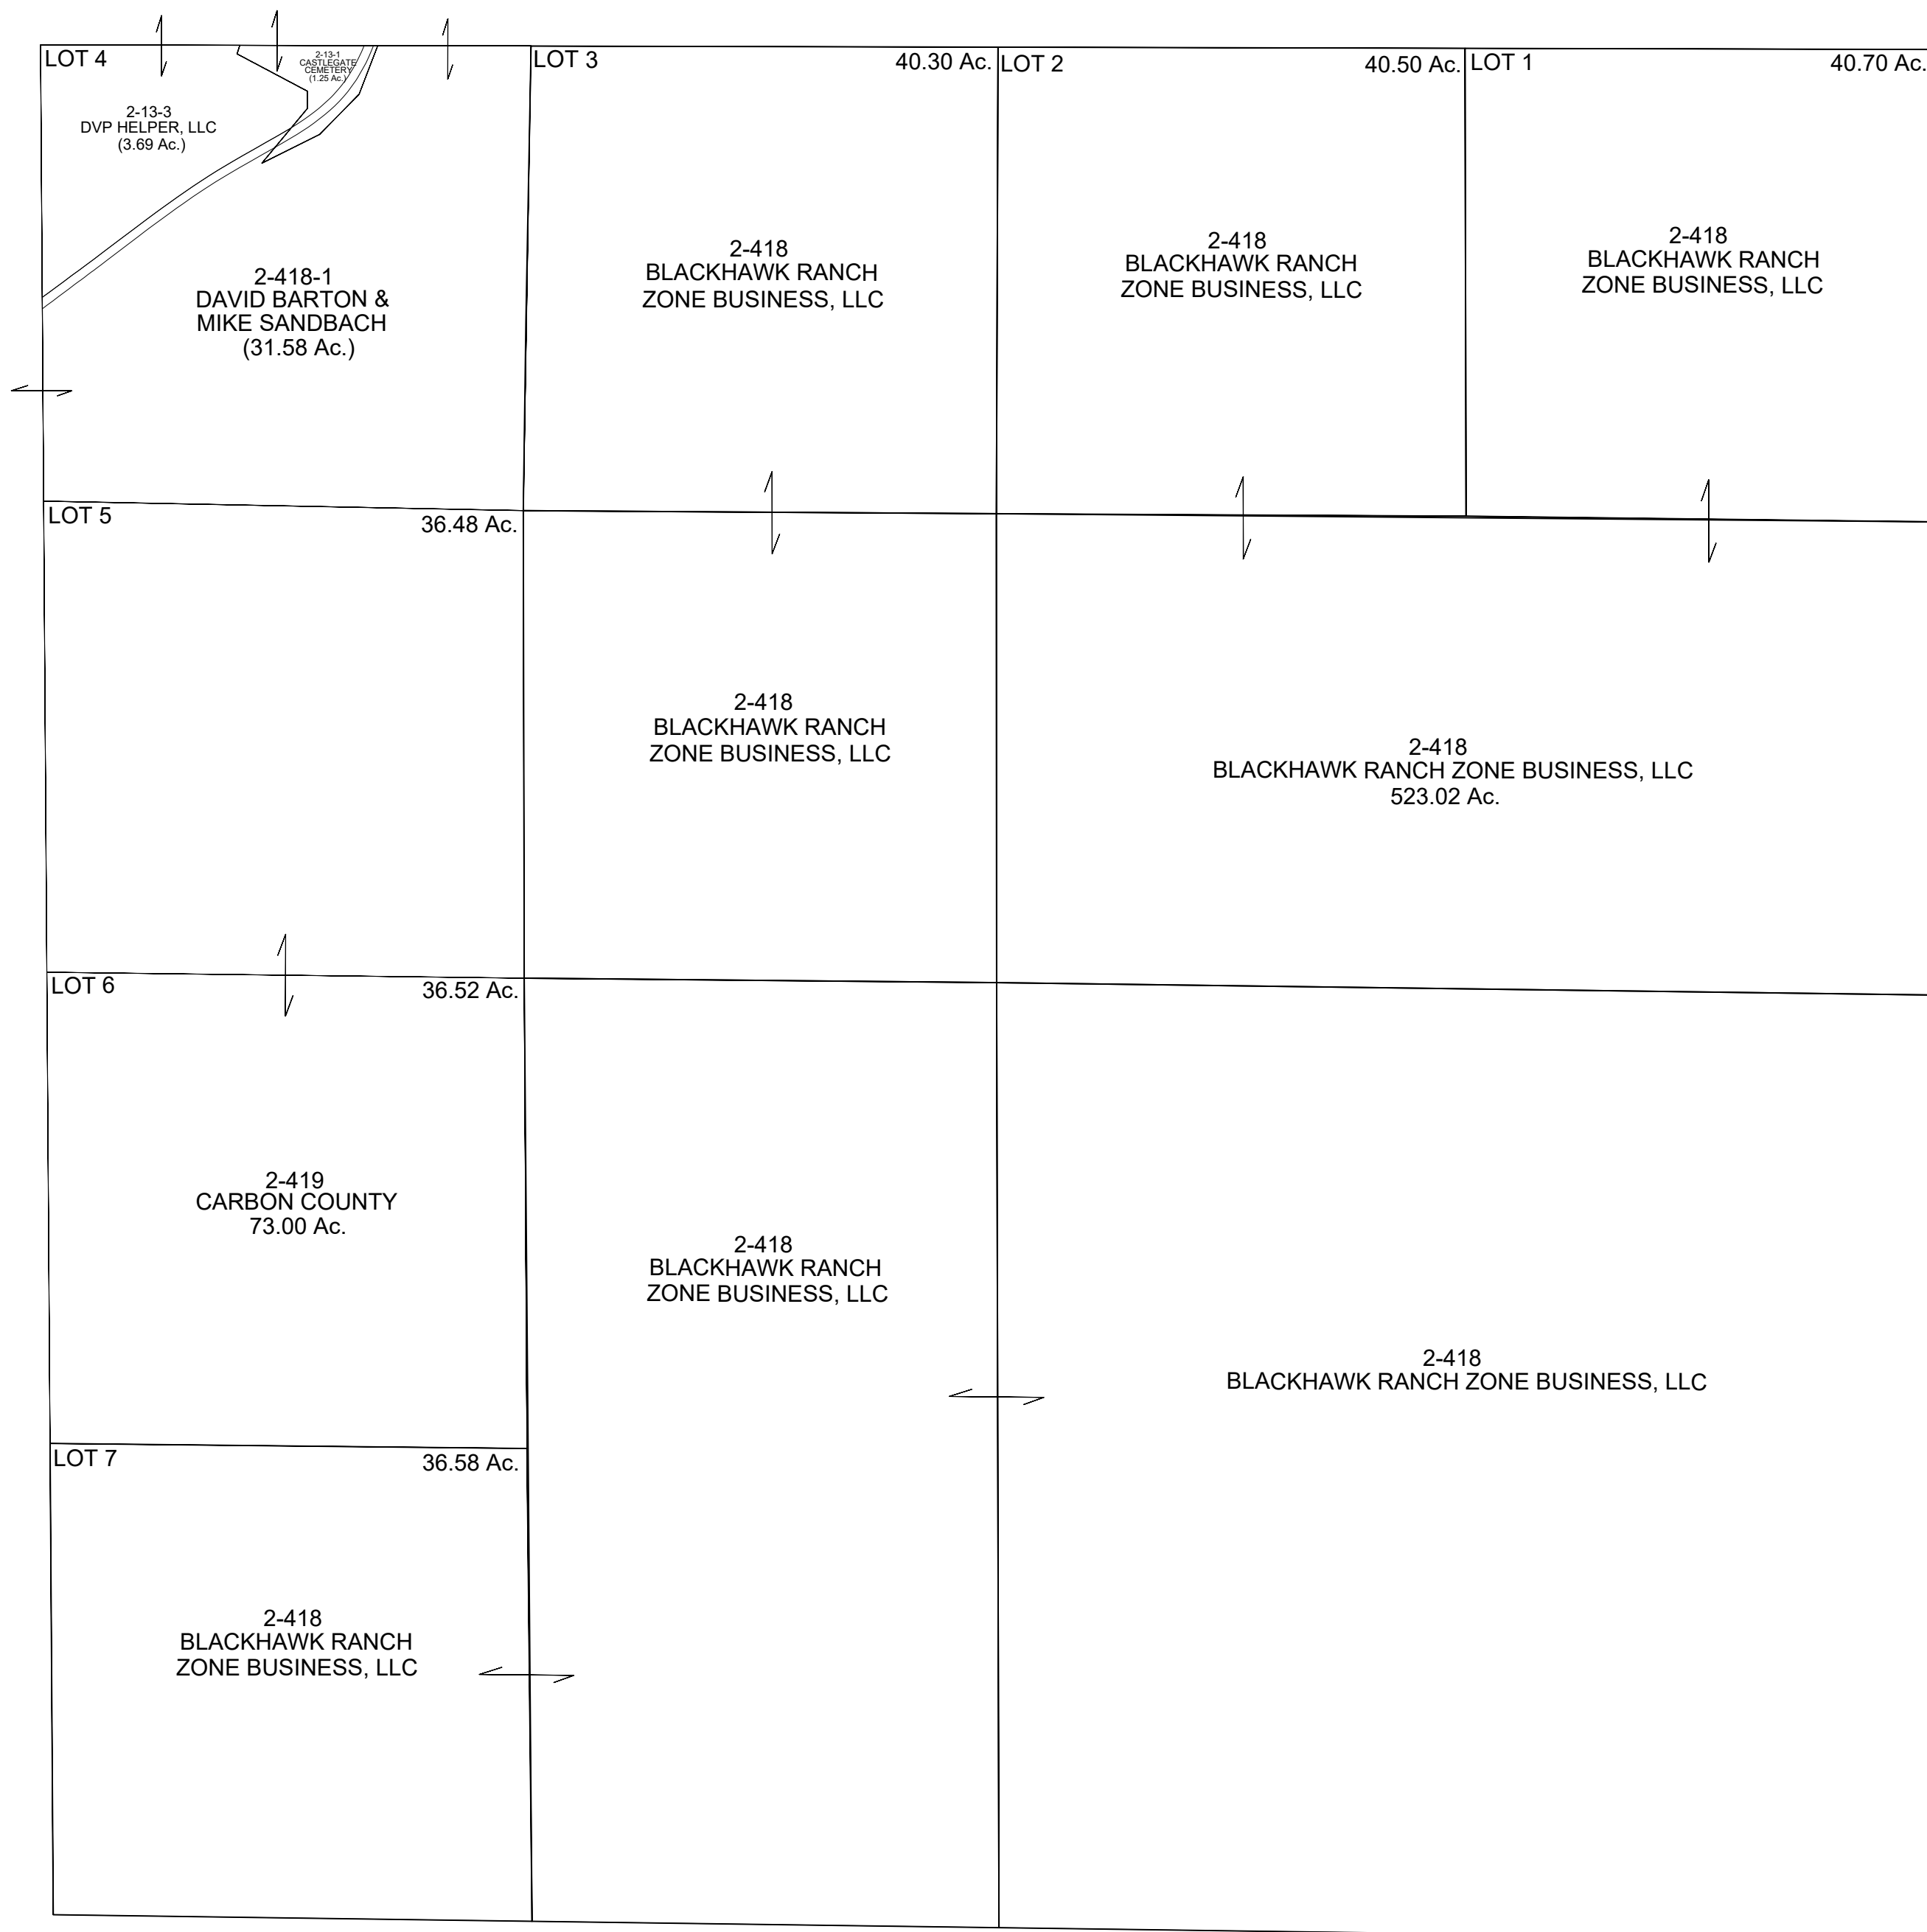 LOT 4
2-13-1
CASTLEGATE
CEMETERY
(1.25 Ac.)
2-13-3
DVP HELPER, LLC
(3.69 Ac.)
2-418-1
DAVID BARTON &
MIKE SANDBACH
(31.58 Ac.)
LOT 3
40.30 Ac.
2-418
BLACKHAWK RANCH
ZONE BUSINESS, LLC
LOT 2
40.50 Ac.
2-418
BLACKHAWK RANCH
ZONE BUSINESS, LLC
LOT 1
40.70 Ac.
2-418
BLACKHAWK RANCH
ZONE BUSINESS, LLC
LOT 5
36.48 Ac.
2-418
BLACKHAWK RANCH
ZONE BUSINESS, LLC
2-418
BLACKHAWK RANCH ZONE BUSINESS, LLC
523.02 Ac.
LOT 6
36.52 Ac.
2-419
CARBON COUNTY
73.00 Ac.
2-418
BLACKHAWK RANCH
ZONE BUSINESS, LLC
2-418
BLACKHAWK RANCH ZONE BUSINESS, LLC
LOT 7
36.58 Ac.
2-418
BLACKHAWK RANCH
ZONE BUSINESS, LLC